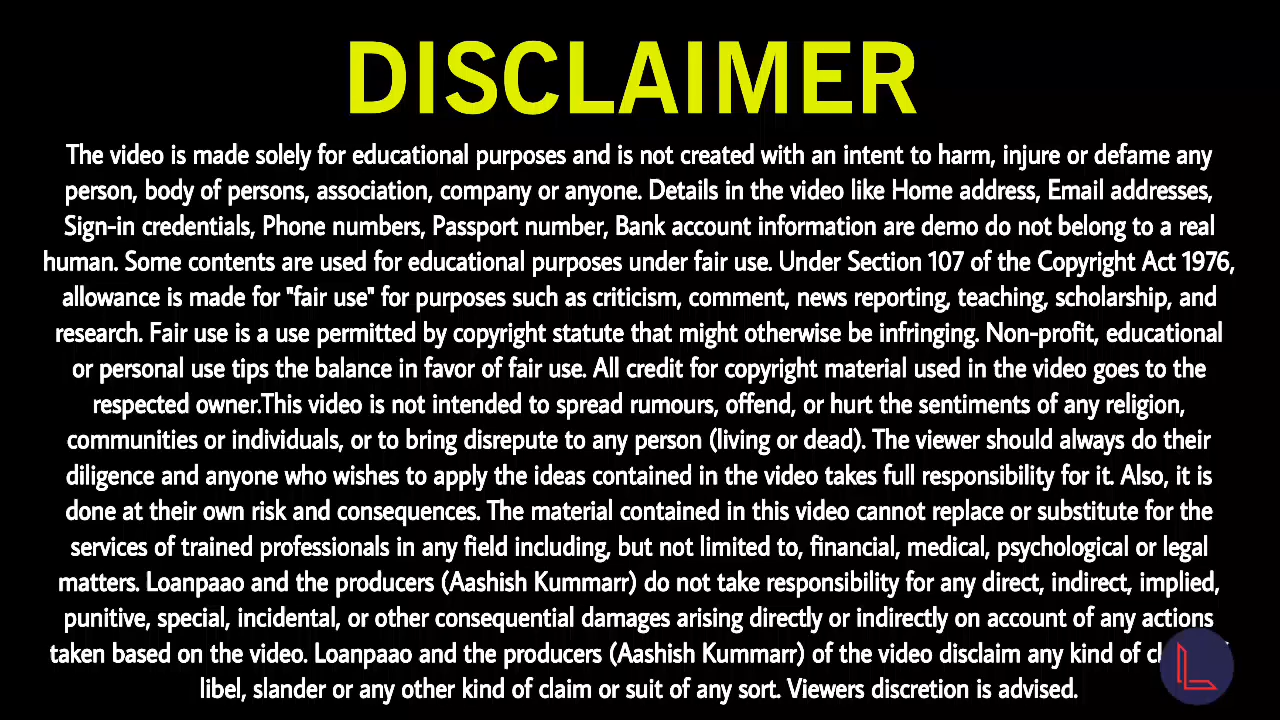 DISCLAIMER
The video is made solely for educational purposes and is not created with an intent to harm, injure or defame any
person, body of persons, association, company or anyone. Details in the video like Home address, Email addresses,
Sign-in credentials, Phone numbers, Passport number, Bank account information are demo do not belong to a real
human. Some contents are used for educational purposes under fair use. Under Section 107 of the Copyright Act 1976,
allowance is made for "fair use" for purposes such as criticism, comment, news reporting, teaching, scholarship, and
research. Fair use is a use permitted by copyright statute that might otherwise be infringing. Non-profit, educational
or personal use tips the balance in favor of fair use. All credit for copyright material used in the video goes to the
respected owner.This video is not intended to spread rumours, offend, or hurt the sentiments of any religion,
communities or individuals, or to bring disrepute to any person (living or dead). The viewer should always do their
diligence and anyone who wishes to apply the ideas contained in the video takes full responsibility for it. Also, it is
done at their own risk and consequences. The material contained in this video cannot replace or substitute for the
services of trained professionals in any field including, but not limited to, financial, medical, psychological or legal
matters. Loanpaao and the producers (Aashish Kummarr) do not take responsibility for any direct, indirect, implied,
punitive, special, incidental, or other consequential damages arising directly or indirectly on account of any actions
taken based on the video. Loanpaao and the producers (Aashish Kummarr) of the video disclaim any kind of
libel, slander or any other kind of claim or suit of any sort. Viewers discretion is advised.